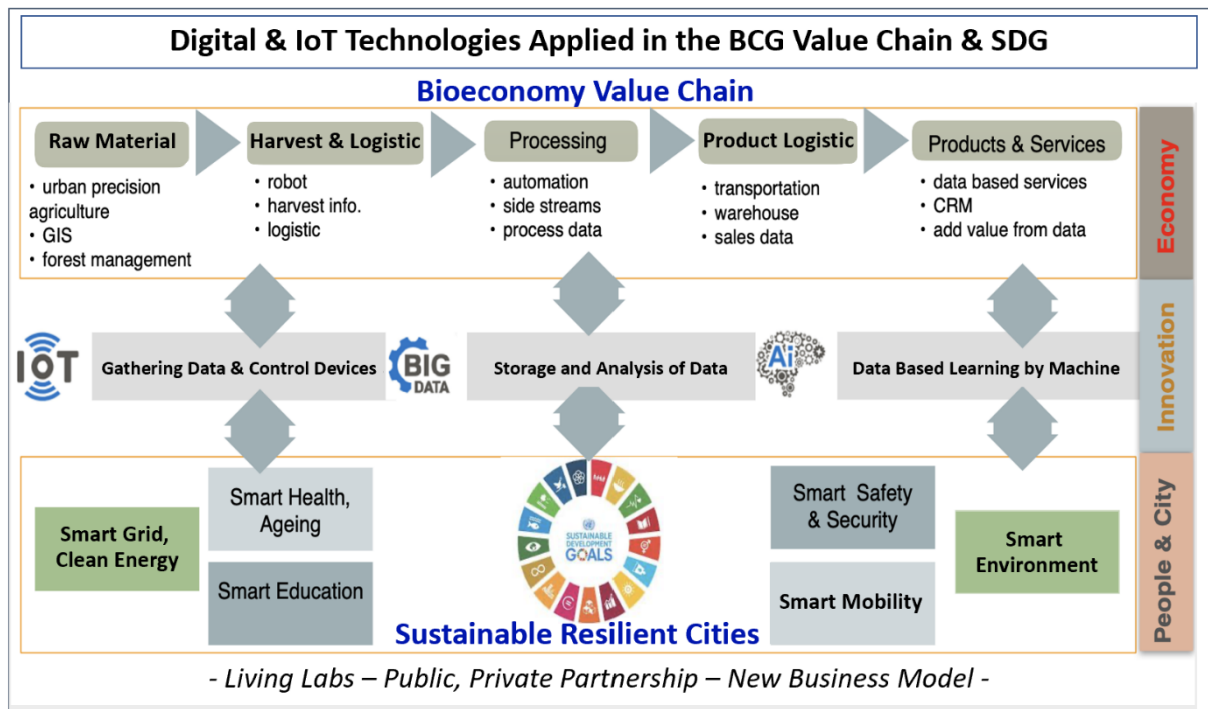 Digital & IoT Technologies Applied in the BCG Value Chain & SDG
Bioeconomy Value Chain
Raw Material
• urban precision
agriculture
• GIS
• forest management
Harvest & Logistic
• robot
• harvest info.
• logistic
Processing
• automation
• side streams
• process data
Product Logistic
• transportation
• warehouse
• sales data
Products & Services
• data based services
• CRM
• add value from data
Economy
IOT
Gathering Data & Control Devices
BIG
DATA
Storage and Analysis of Data
Ai
Data Based Learning by Machine
Innovation
Smart Grid,
Clean Energy
Smart Health,
Ageing
Smart Education
SUSTAINABLE
DEVELOPMENT
GOALS
Smart Safety
& Security
Smart Mobility
Smart
Environment
People & City
Sustainable Resilient Cities
- Living Labs – Public, Private Partnership – New Business Model -